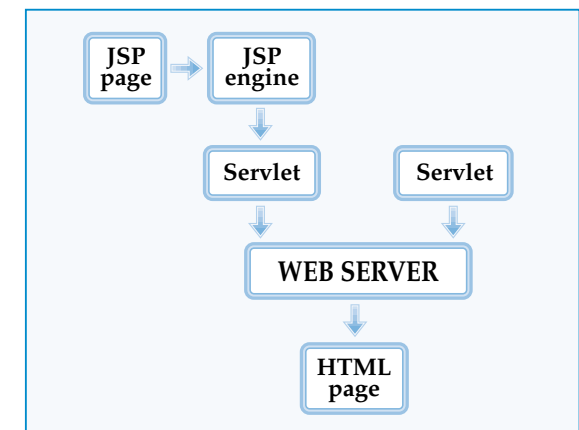 JSP
page
JSP
engine
Servlet
Servlet
WEB SERVER
HTML
page